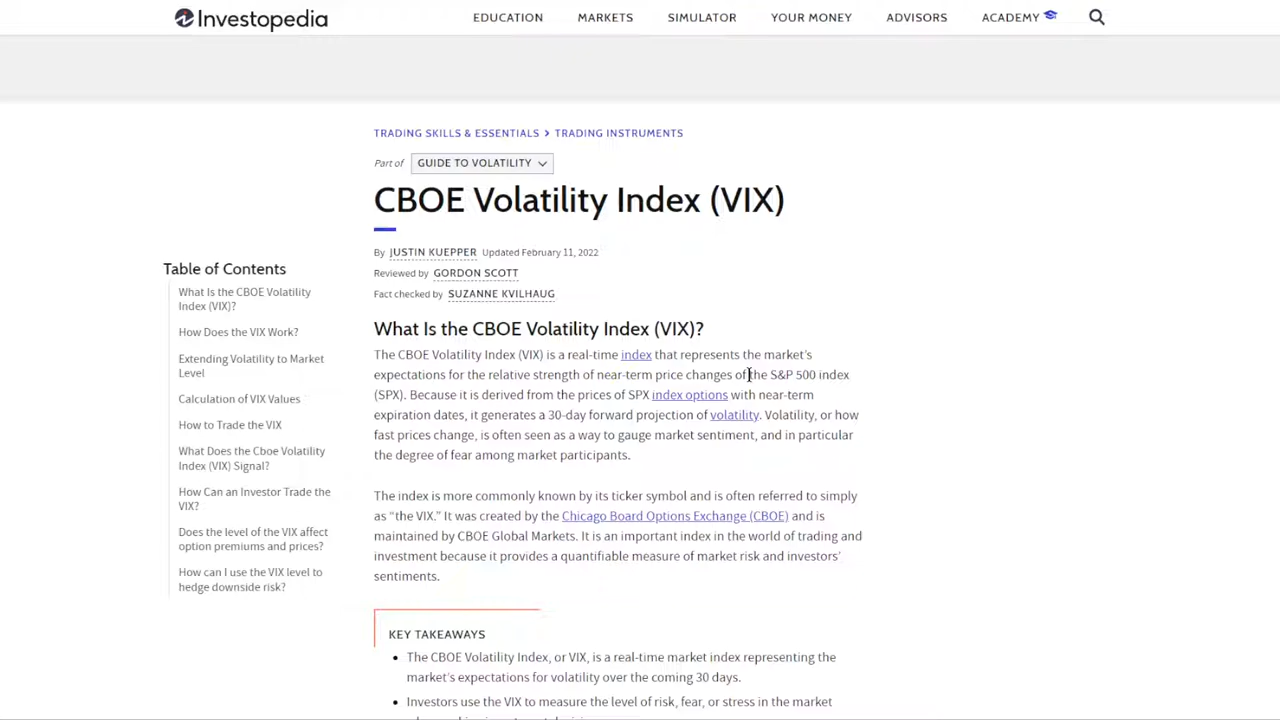 Investopedia
EDUCATION MARKETS SIMULATOR YOUR MONEY ADVISORS ACADEMY
TRADING SKILLS & ESSENTIALS > TRADING INSTRUMENTS
Part of GUIDE TO VOLATILITY
CBOE Volatility Index (VIX)
By JUSTIN KUEPPER Updated February 11, 2022
Reviewed by GORDON SCOTT
Fact checked by SUZANNE KVILHAUG
Table of Contents
What Is the CBOE Volatility
Index (VIX)?
How Does the VIX Work?
Extending Volatility to Market
Level
Calculation of VIX Values
How to Trade the VIX
What Does the Cboe Volatility
Index (VIX) Signal?
How Can an Investor Trade the
VIX?
Does the level of the VIX affect
option premiums and prices?
How can I use the VIX level to
hedge downside risk?
What Is the CBOE Volatility Index (VIX)?
The CBOE Volatility Index (VIX) is a real-time index that represents the market’s
expectations for the relative strength of near-term price changes of the S&P 500 index
(SPX). Because it is derived from the prices of SPX index options with near-term
expiration dates, it generates a 30-day forward projection of volatility. Volatility, or how
fast prices change, is often seen as a way to gauge market sentiment, and in particular
the degree of fear among market participants.
The index is more commonly known by its ticker symbol and is often referred to simply
as “the VIX.” It was created by the Chicago Board Options Exchange (CBOE) and is
maintained by CBOE Global Markets. It is an important index in the world of trading and
investment because it provides a quantifiable measure of market risk and investors’
sentiments.
KEY TAKEAWAYS
• The CBOE Volatility Index, or VIX, is a real-time market index representing the
market’s expectations for volatility over the coming 30 days.
• Investors use the VIX to measure the level of risk, fear, or stress in the market